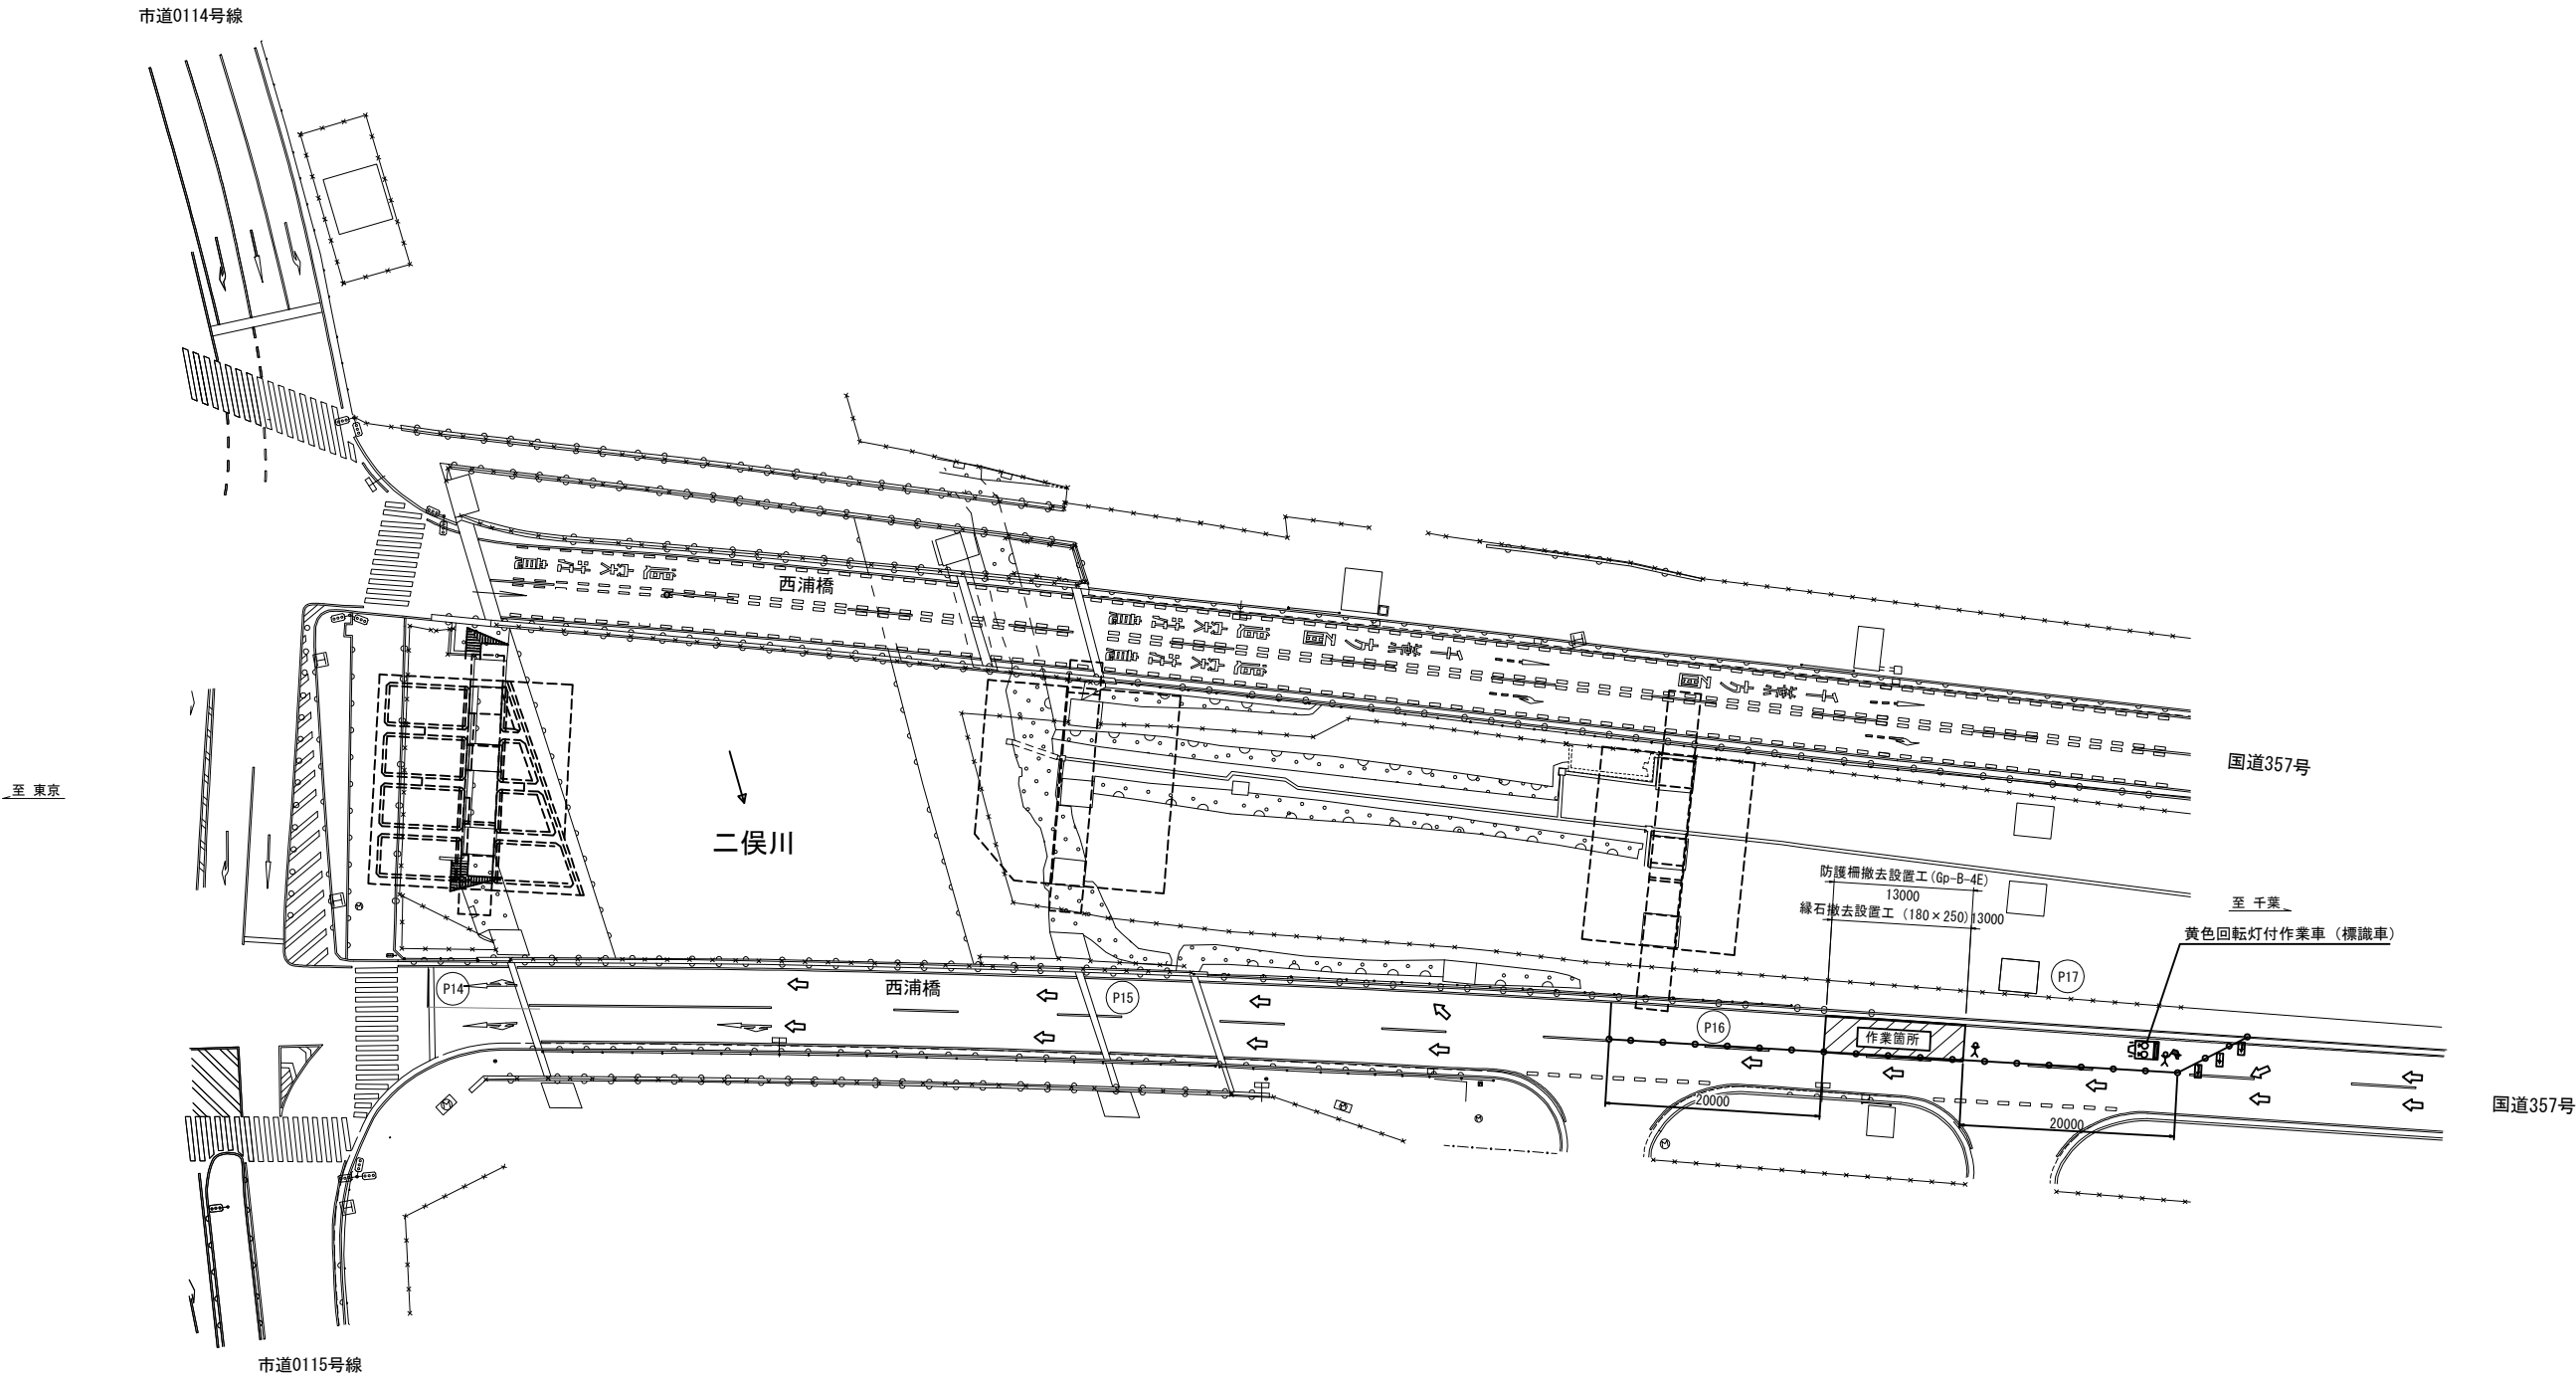 市道0114号線
西浦橋
国道357号
至 東京
二俣川
防護柵撤去設置工(Gp-B-4E)
13000
縁石撤去設置工 (180×250)13000
至 千葉
黄色回転灯付作業車 (標識車)
P14
西浦橋
P15
P16
P17
作業箇所
20000
20000
国道357号
市道0115号線